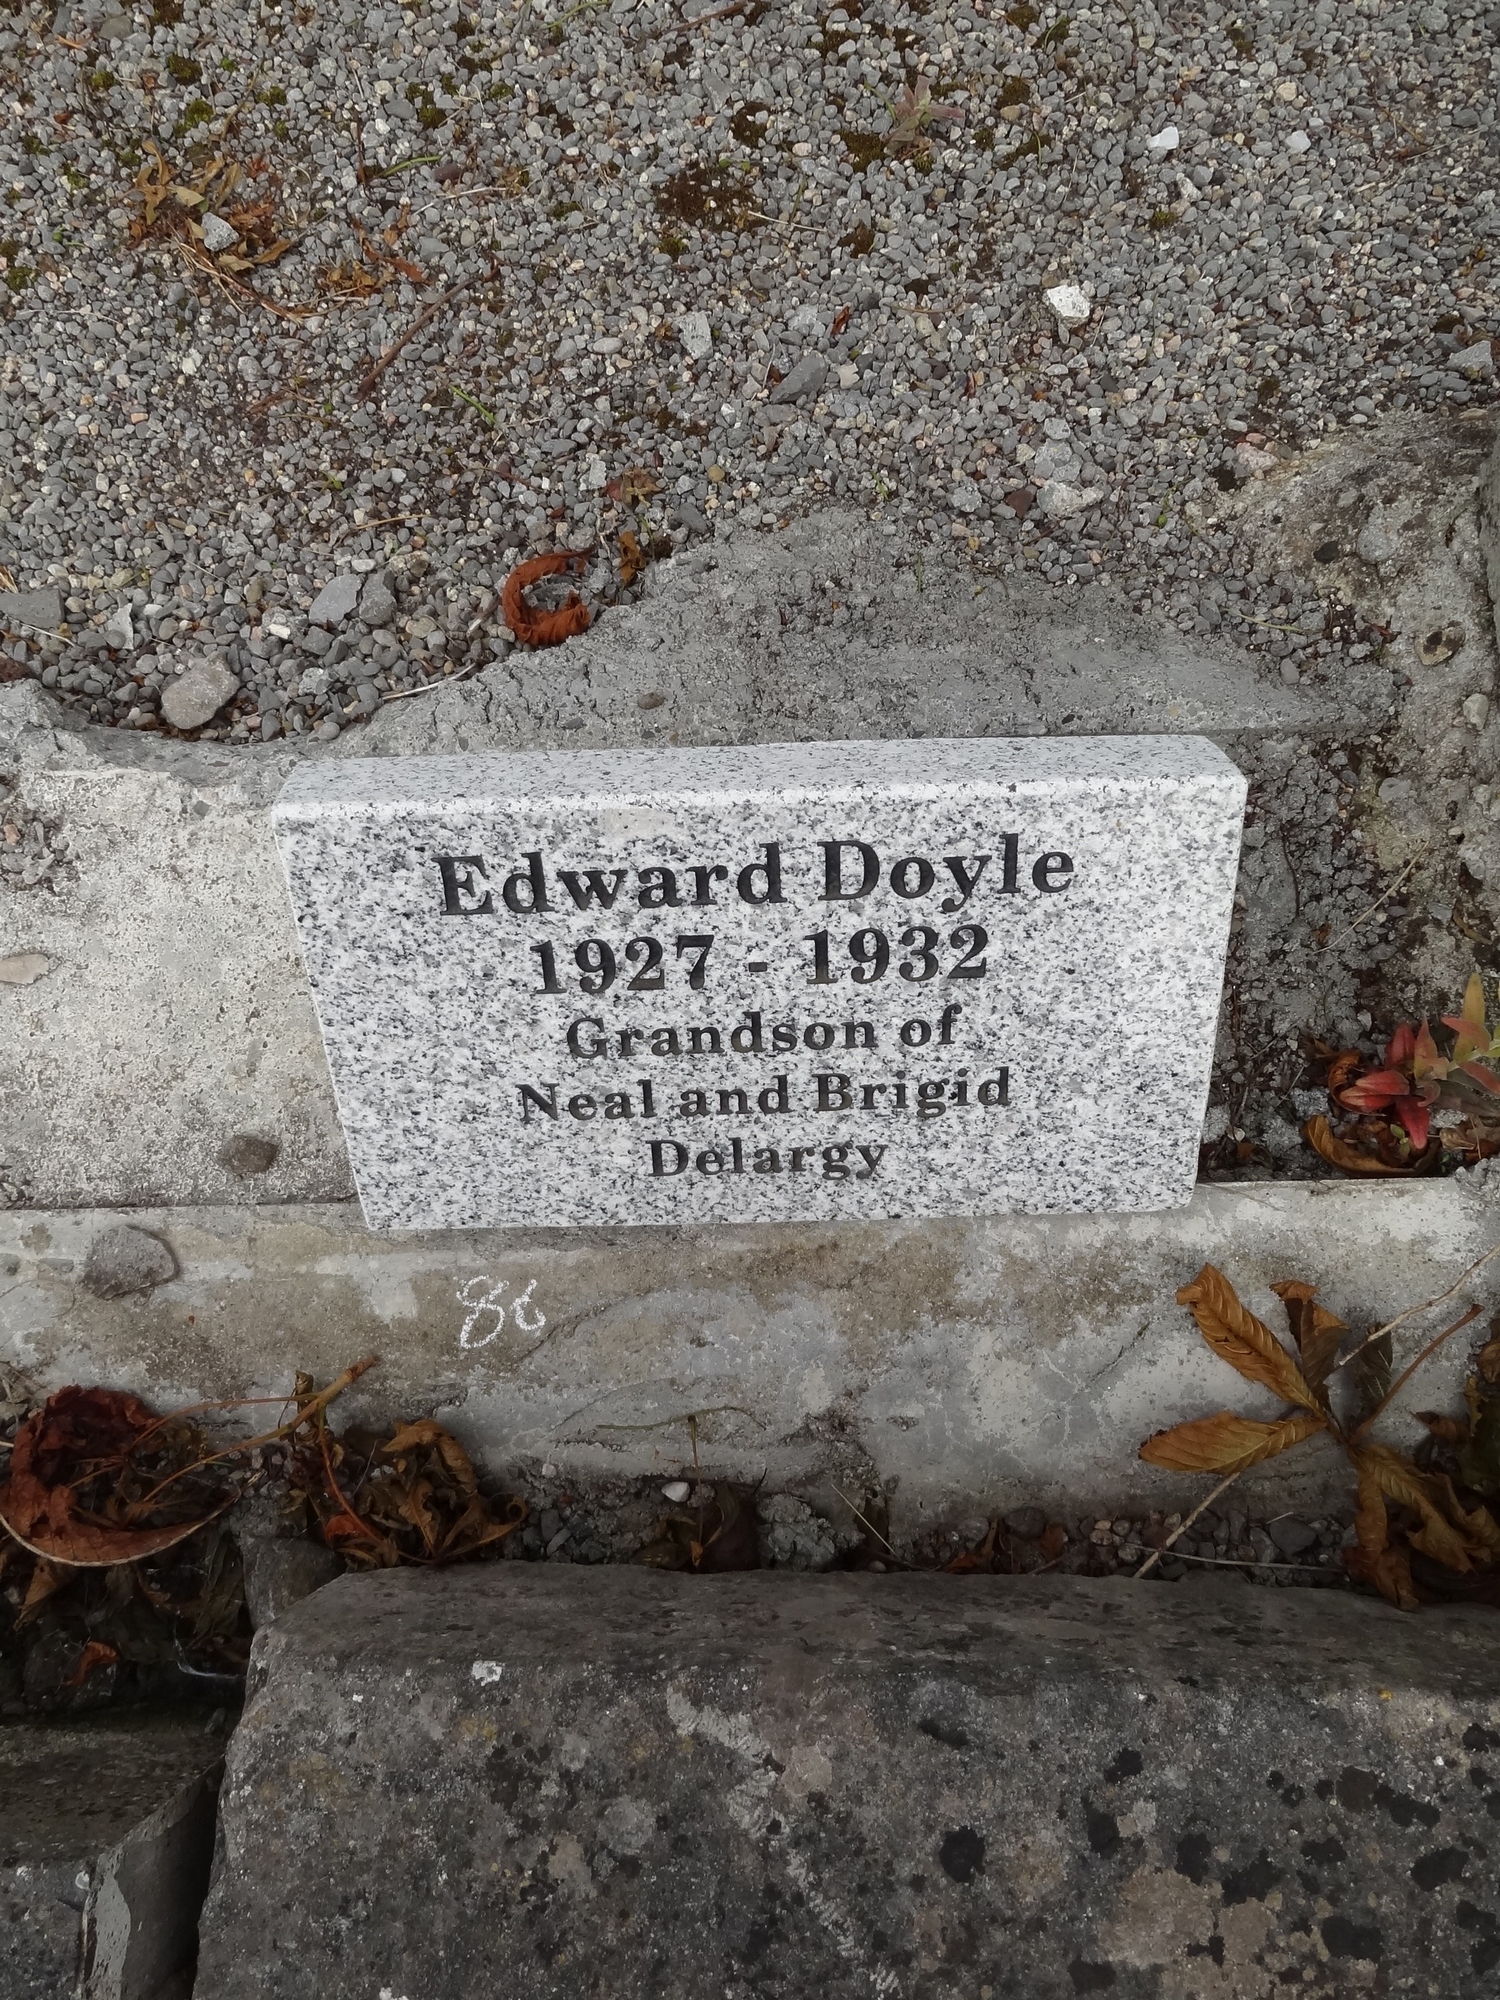 Edward Doyle
1927 - 1932
Grandson of
Neal and Brigid
Delargy
86